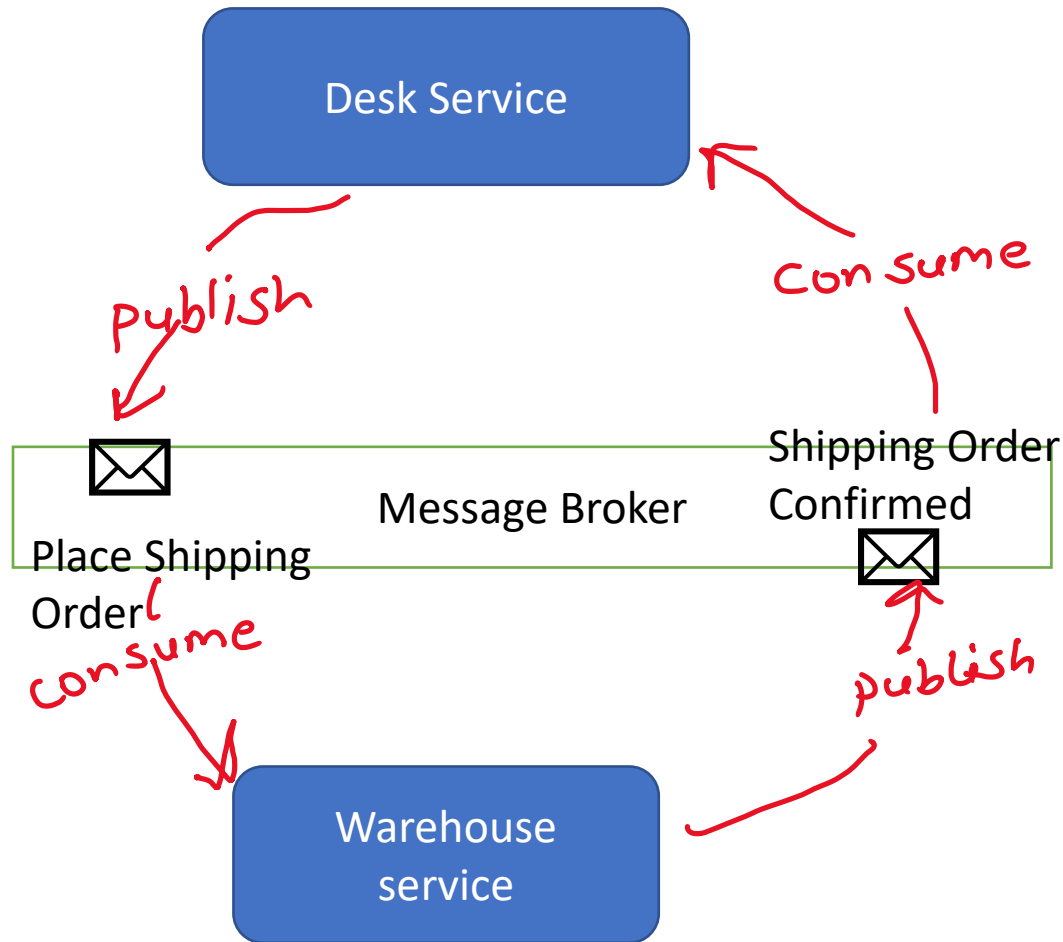 Desk Service
publish
consume
Shipping Order
Confirmed
Message Broker
Place Shipping
Order
consume
publish
Warehouse
service